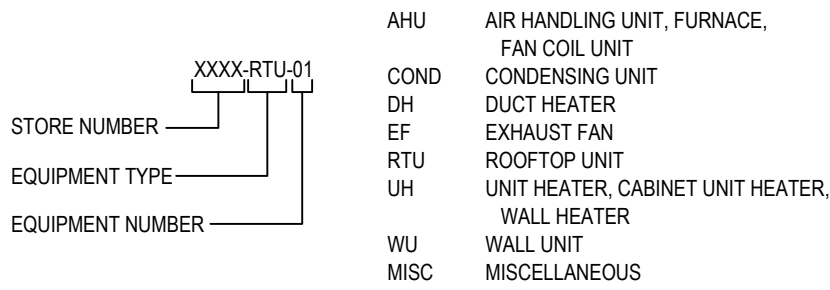 XXXX-RTU-01
STORE NUMBER
EQUIPMENT TYPE
EQUIPMENT NUMBER
AHU AIR HANDLING UNIT, FURNACE,
FAN COIL UNIT
COND CONDENSING UNIT
DH DUCT HEATER
EF EXHAUST FAN
RTU ROOFTOP UNIT
UH UNIT HEATER, CABINET UNIT HEATER,
WALL HEATER
WU WALL UNIT
MISC MISCELLANEOUS